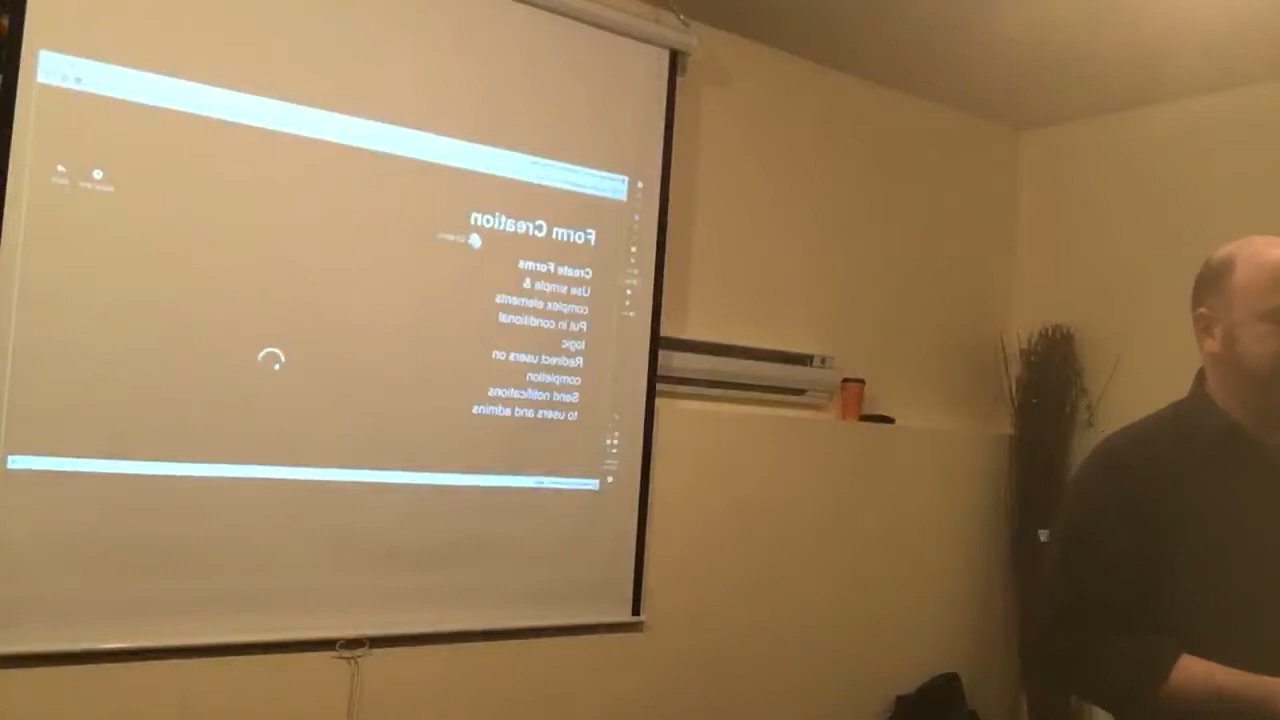 Form Creation
Create Forms
Use simple &
complex elements
Put in conditional
logic
Redirect users on
completion
Send notifications
to users and admins